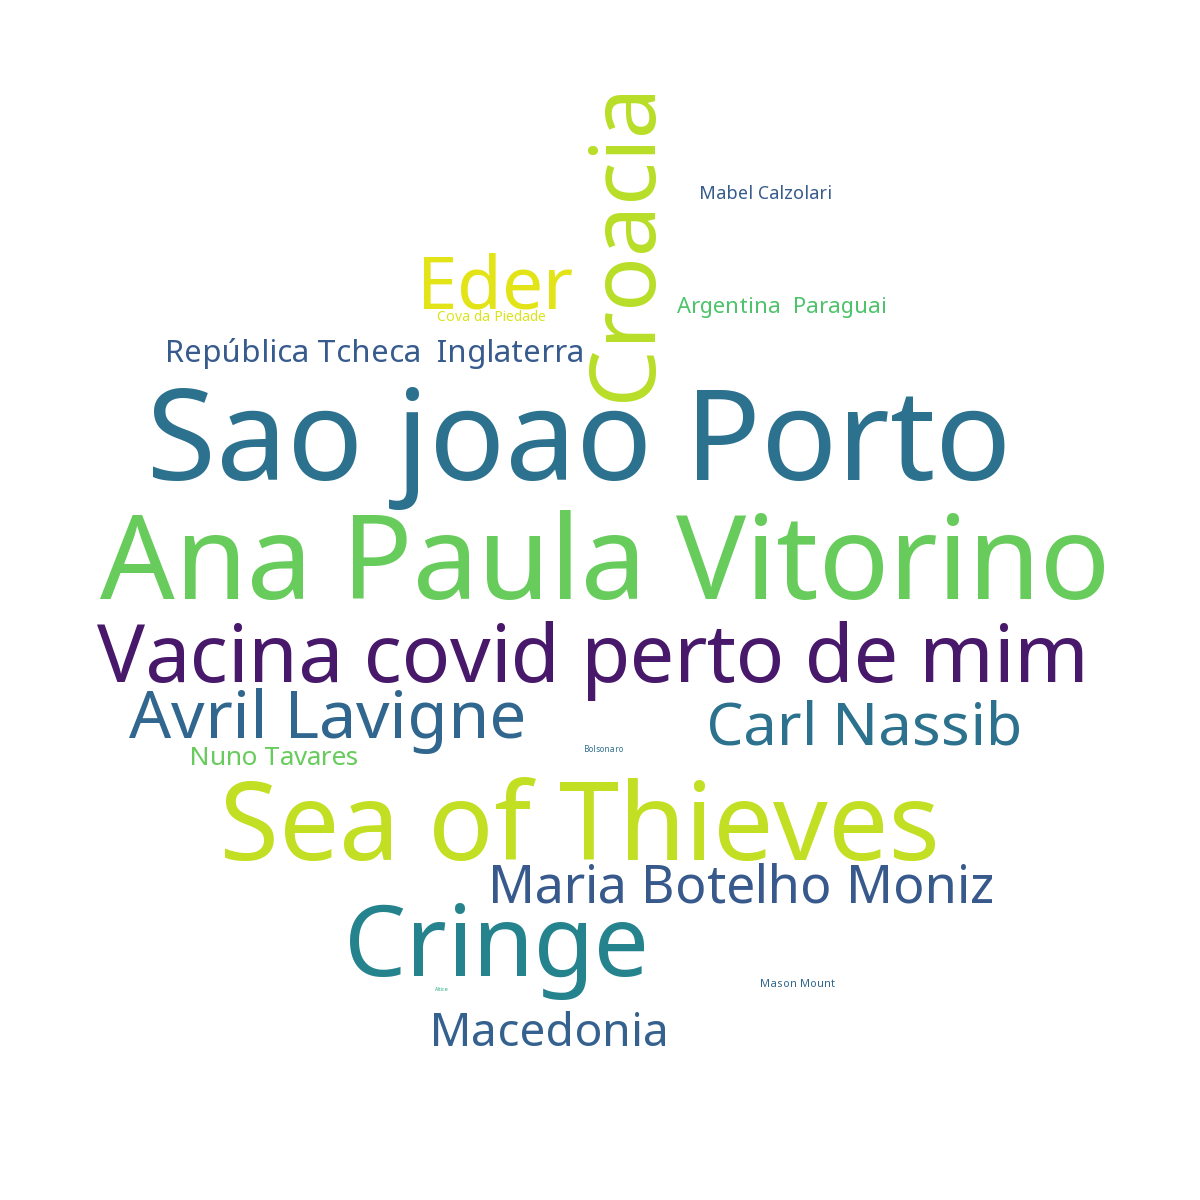 Croacia
Mabel Calzolari
Eder
Argentina  Paraguai
Cova da Piedade
República Tcheca  Inglaterra
Sao joao Porto
Ana Paula Vitorino
Vacina covid perto de mim
Avril Lavigne
Carl Nassib
Nuno Tavares
Bolsonaro
Sea of Thieves
Maria Botelho Moniz
Cringe
Mason Mount
Altice
Macedonia